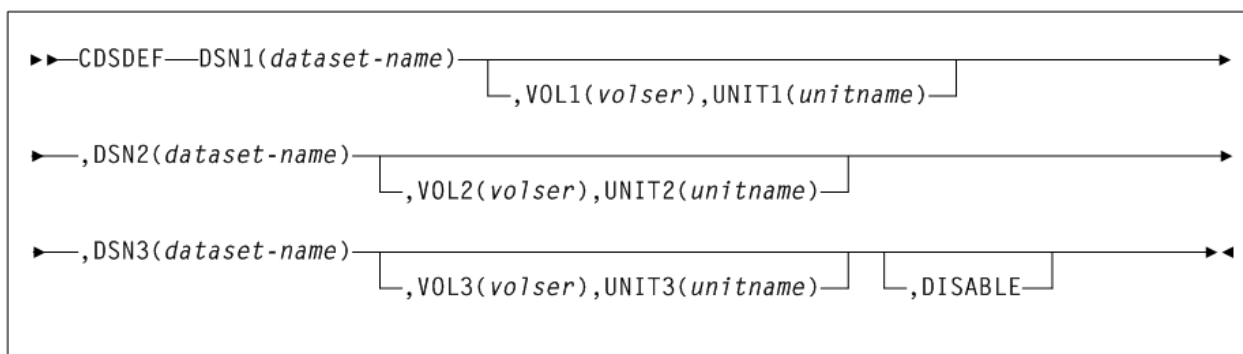 CDSDEF DSN1(dataset-name)
,VOL1(volser),UNIT1(unitname)
,DSN2(dataset-name)
,VOL2(volser),UNIT2(unitname)
,DSN3(dataset-name)
,VOL3(volser),UNIT3(unitname) ,DISABLE